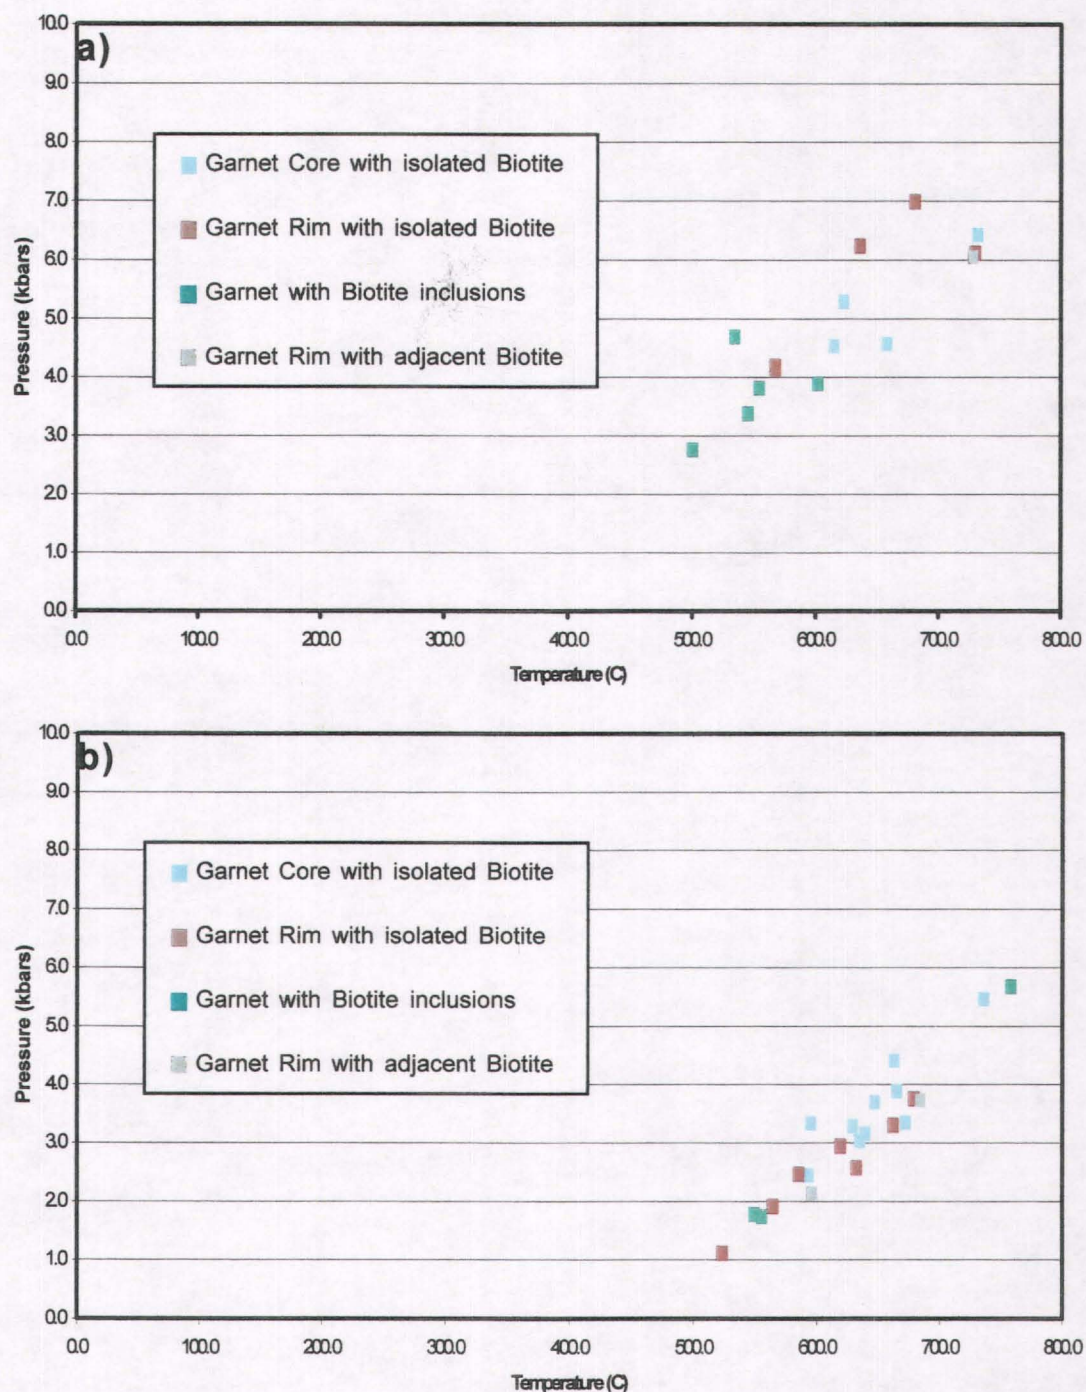 a)
10.0
9.0
8.0
7.0
6.0
5.0
4.0
3.0
2.0
1.0
0.0
Pressure (kbars)
Garnet Core with isolated Biotite
Garnet Rim with isolated Biotite
Garnet with Biotite inclusions
Garnet Rim with adjacent Biotite
0.0 100.0 200.0 300.0 400.0 500.0 600.0 700.0 800.0
Temperature (C)
b)
10.0
9.0
8.0
7.0
6.0
5.0
4.0
3.0
2.0
1.0
0.0
Pressure (kbars)
Garnet Core with isolated Biotite
Garnet Rim with isolated Biotite
Garnet with Biotite inclusions
Garnet Rim with adjacent Biotite
0.0 100.0 200.0 300.0 400.0 500.0 600.0 700.0 800.0
Temperature (C)